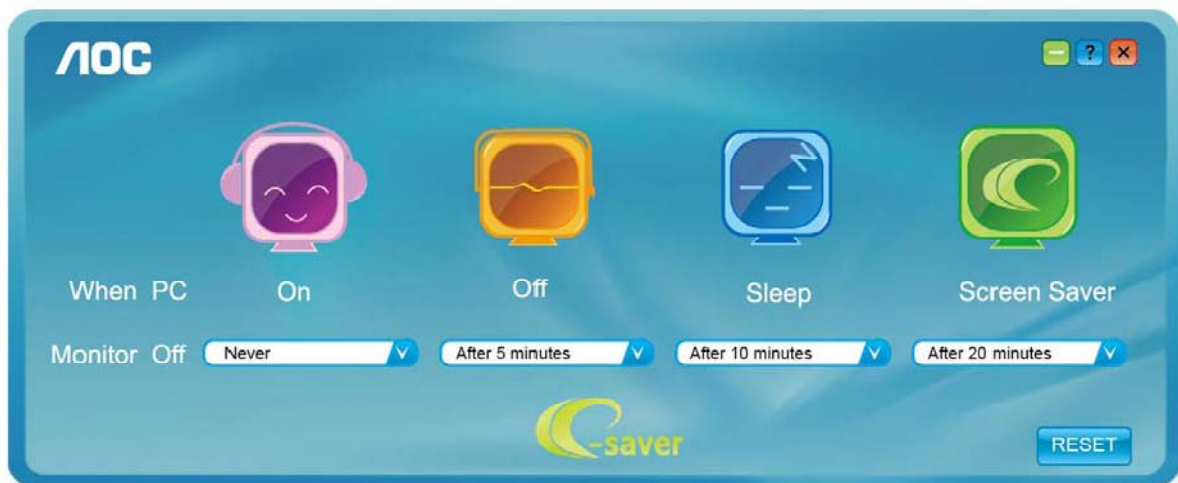 AOC
?
When PC On Off Sleep Screen Saver
Monitor Off Never After 5 minutes After 10 minutes After 20 minutes
e-saver
RESET